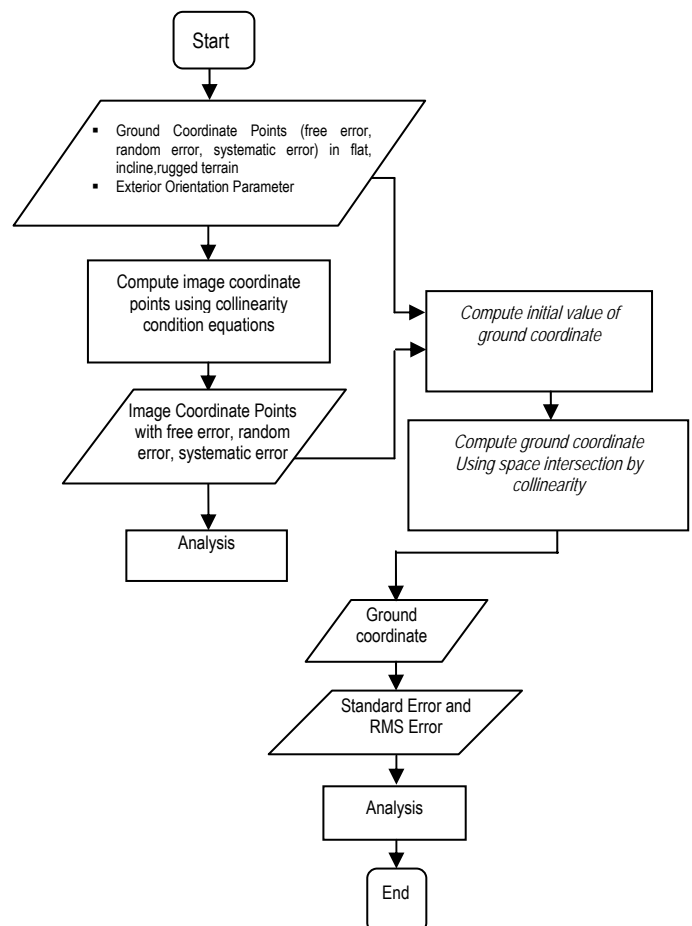 Start
▪ Ground Coordinate Points (free error,
random error, systematic error) in flat,
incline,rugged terrain
▪ Exterior Orientation Parameter
Compute image coordinate
points using collinearity
condition equations
Compute initial value of
ground coordinate
Image Coordinate Points
with free error, random
error, systematic error
Compute ground coordinate
Using space intersection by
collinearity
Analysis
Ground
coordinate
Standard Error and
RMS Error
Analysis
End